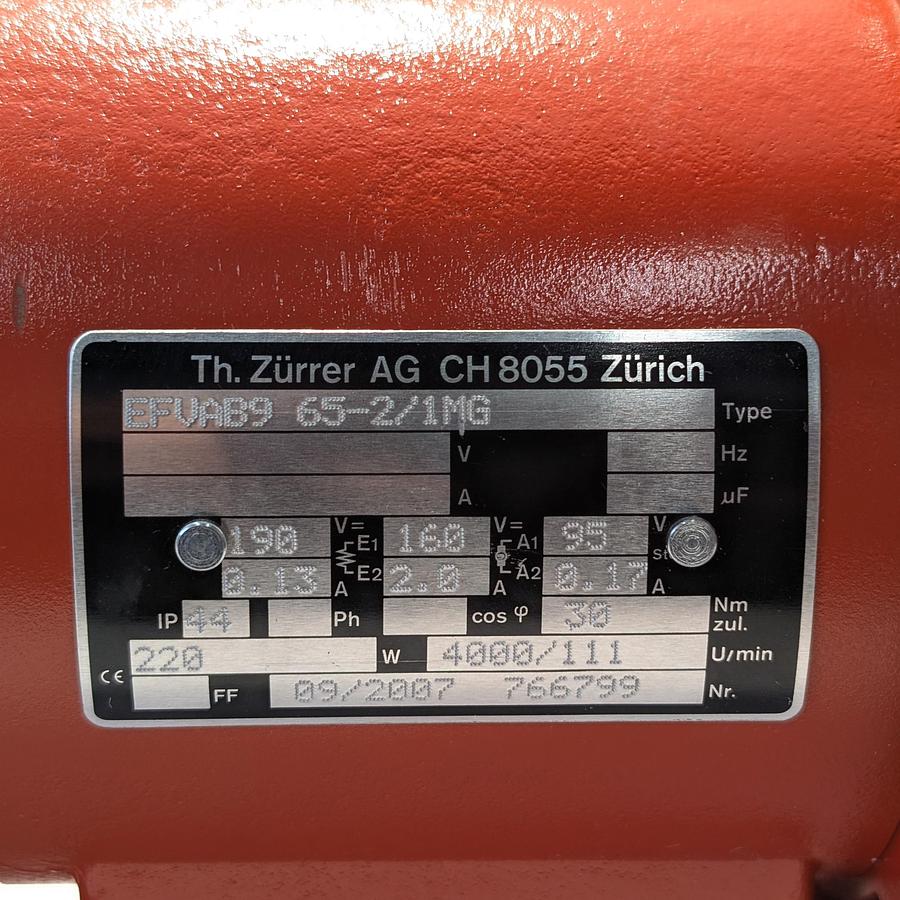 Th. Zürrer AG CH 8055 Zürich
EFVAB9 65-2/1MG Type
V Hz
A µF
190 V= E1 160 V= A1 95 V
0.13 A E2 2.0 A A2 0.17 A St
IP 44 Ph cos φ 30 Nm zul.
220 W 4000/111 U/min
CE FF 09/2007 766799 Nr.